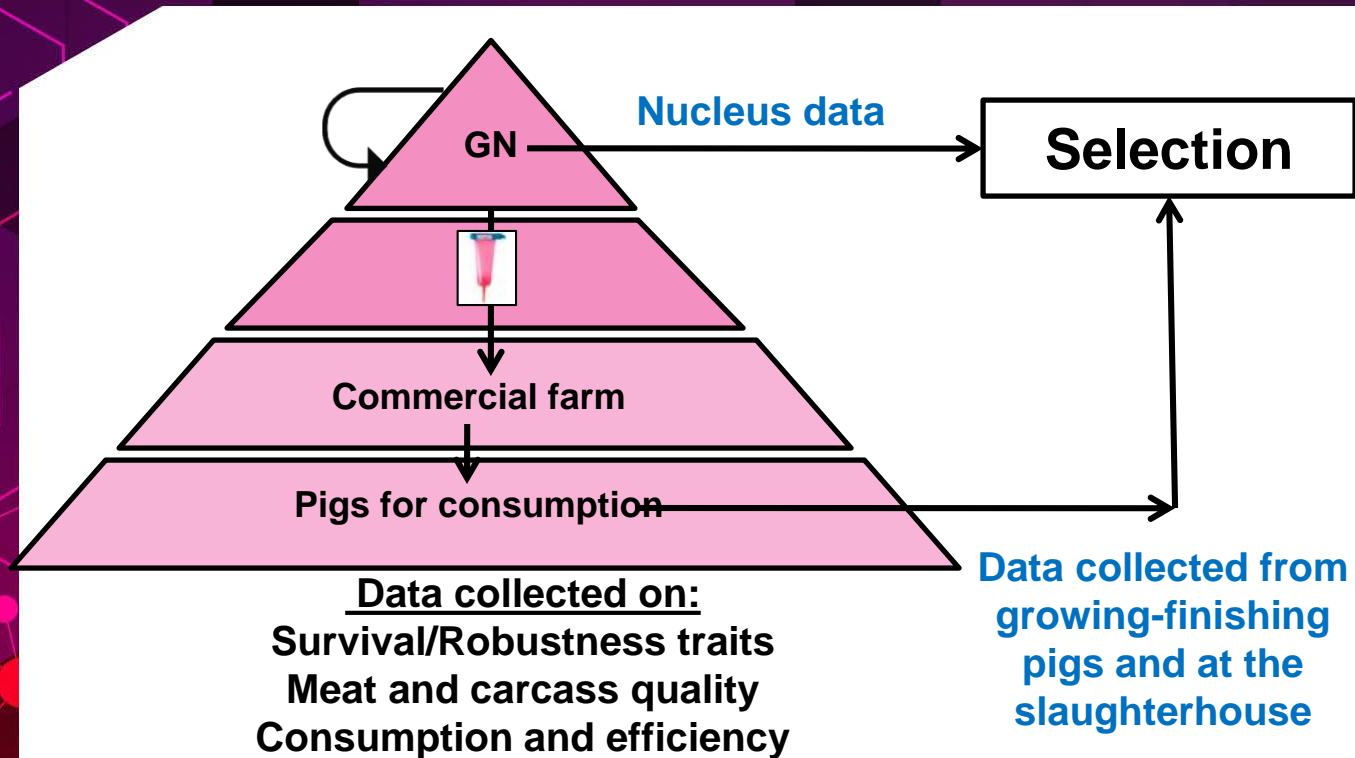 Nucleus data
GN
Selection
Commercial farm
Pigs for consumption
Data collected on:
Survival/Robustness traits
Meat and carcass quality
Consumption and efficiency
Data collected from
growing-finishing
pigs and at the
slaughterhouse